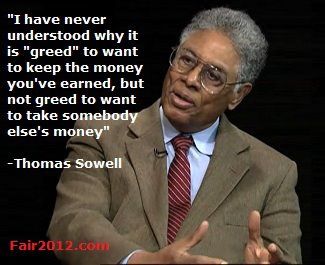 "I have never
understood why it
is "greed" to want
to keep the money
you've earned, but
not greed to want
to take somebody
else's money"
-Thomas Sowell
Fair2012.com